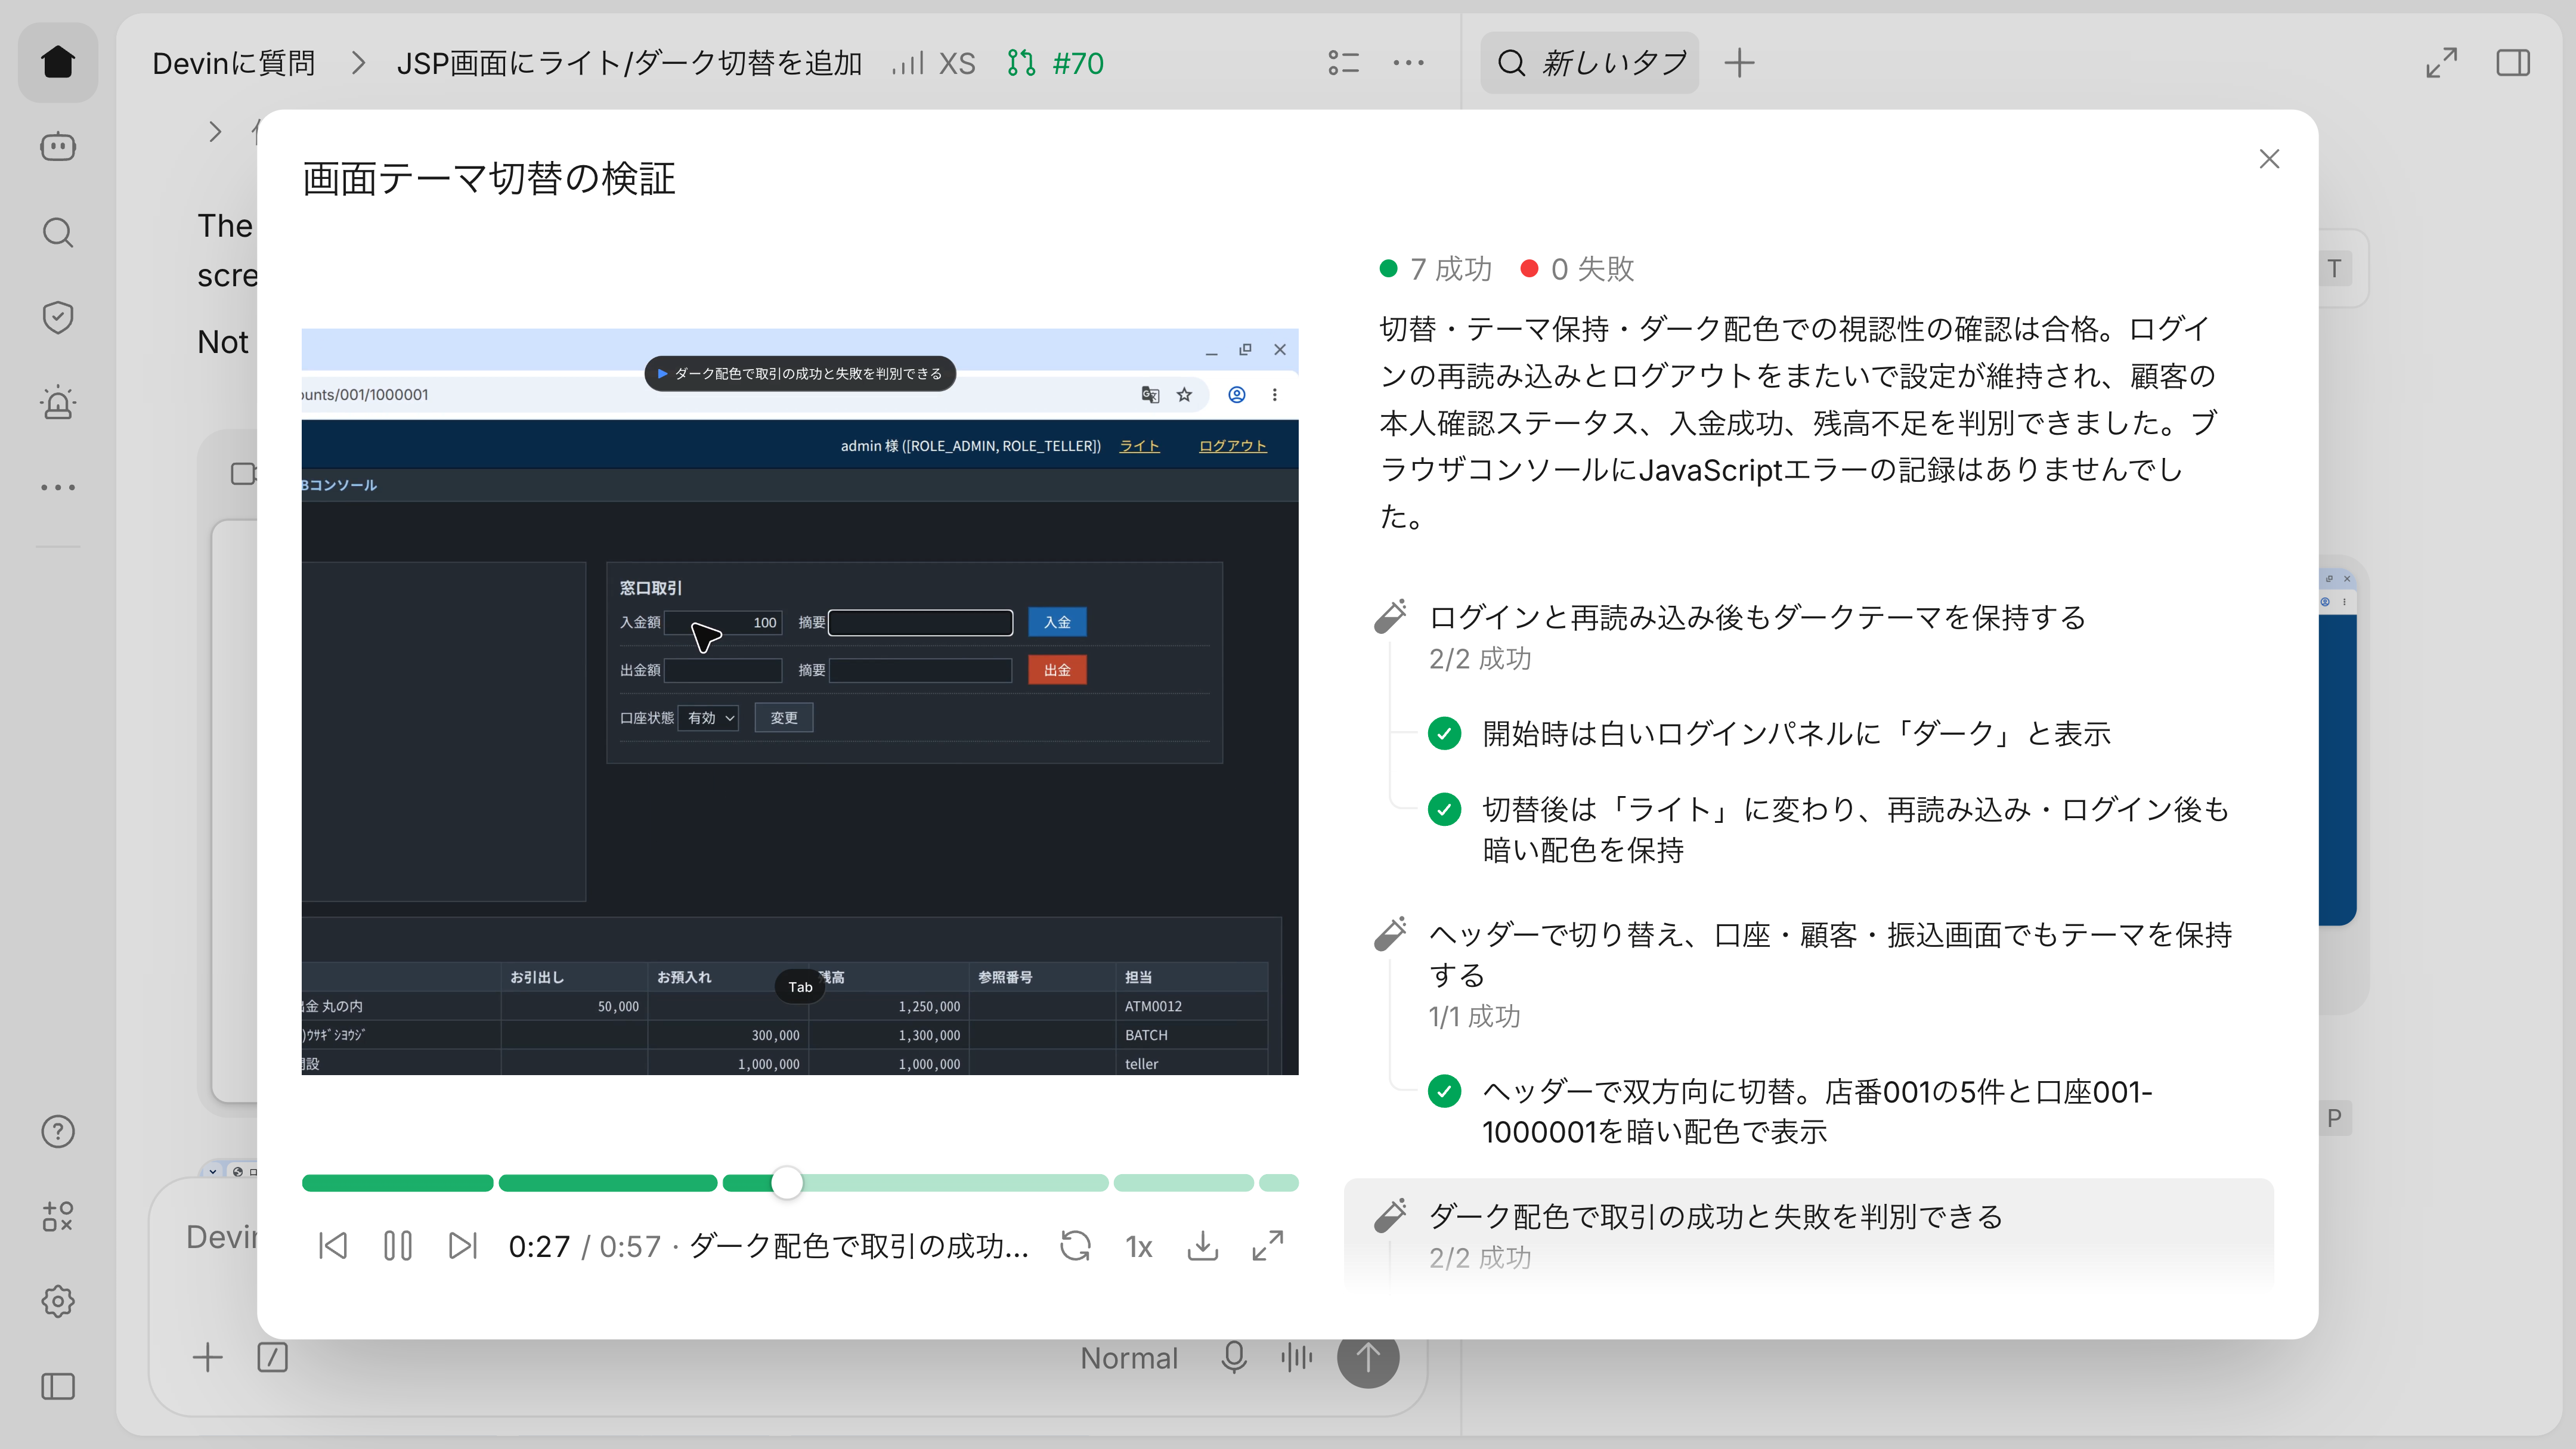 Devinに質問
JSP画面にライト/ダーク切替を追加
XS
#70
新しいタブ
The
scre
Not
T
P
Devin
Normal
画面テーマ切替の検証
ダーク配色で取引の成功と失敗を判別できる
ounts/001/1000001
admin 様 ([ROLE_ADMIN, ROLE_TELLER])
ライト
ログアウト
Bコンソール
窓口取引
入金額 100 摘要 入金
出金額 摘要 出金
口座状態 有効 変更
お引出し お預入れ 残高 参照番号 担当
Tab
出金 丸の内 50,000 1,250,000 ATM0012
)ｳｻｷﾞｼﾖｳｼﾞ 300,000 1,300,000 BATCH
開設 1,000,000 1,000,000 teller
0:27 / 0:57 · ダーク配色で取引の成功...
1x
7 成功 0 失敗
切替・テーマ保持・ダーク配色での視認性の確認は合格。ログイ
ンの再読み込みとログアウトをまたいで設定が維持され、顧客の
本人確認ステータス、入金成功、残高不足を判別できました。ブ
ラウザコンソールにJavaScriptエラーの記録はありませんでし
た。
ログインと再読み込み後もダークテーマを保持する
2/2 成功
開始時は白いログインパネルに「ダーク」と表示
切替後は「ライト」に変わり、再読み込み・ログイン後も
暗い配色を保持
ヘッダーで切り替え、口座・顧客・振込画面でもテーマを保持
する
1/1 成功
ヘッダーで双方向に切替。店番001の5件と口座001-
1000001を暗い配色で表示
ダーク配色で取引の成功と失敗を判別できる
2/2 成功